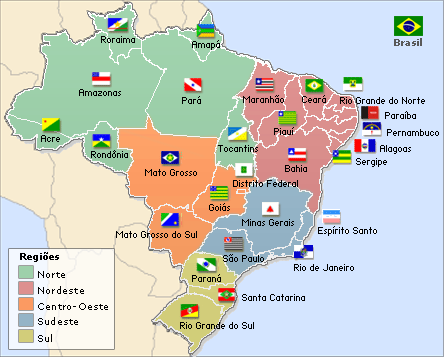 Brasil
Roraima
Amapá
Amazonas
Pará
Maranhão
Ceará
Rio Grande do Norte
Paraíba
Piauí
Pernambuco
Acre
Rondônia
Tocantins
Alagoas
Sergipe
Bahia
Mato Grosso
Distrito Federal
Goiás
Minas Gerais
Mato Grosso do Sul
Espírito Santo
São Paulo
Rio de Janeiro
Paraná
Santa Catarina
Rio Grande do Sul
Regiões
Norte
Nordeste
Centro-Oeste
Sudeste
Sul